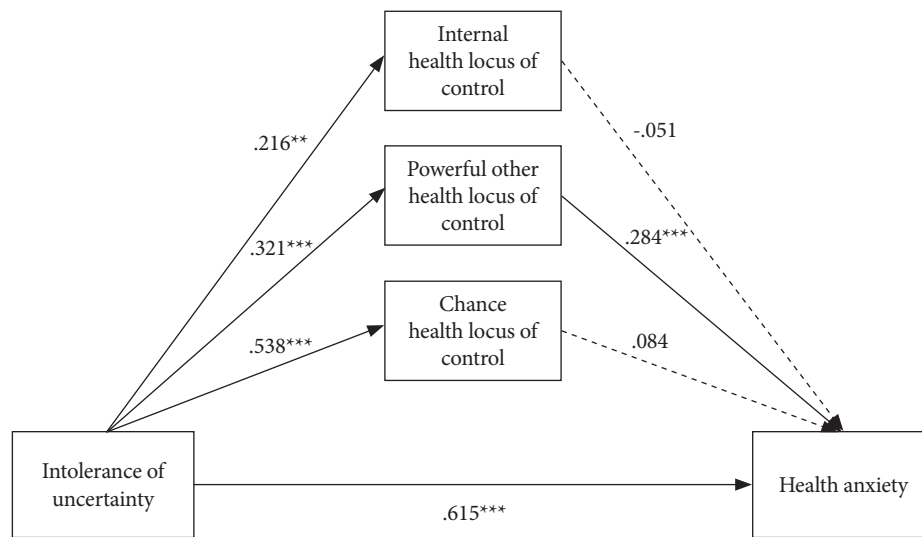 Internal
health locus of
control
.216**
-.051
Powerful other
health locus of
control
.321***
.284***
Chance
health locus of
control
.538***
.084
Intolerance of
uncertainty
Health anxiety
.615***